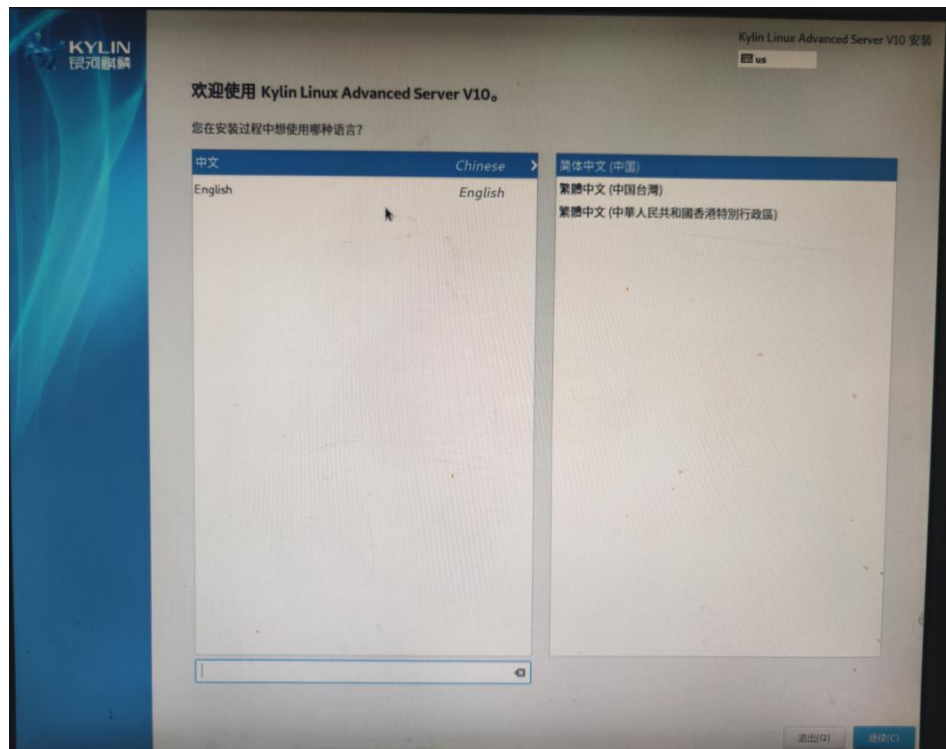 KYLIN
银河麒麟
Kylin Linux Advanced Server V10 安装
us
欢迎使用 Kylin Linux Advanced Server V10。
您在安装过程中想使用哪种语言?
中文 Chinese
English English
简体中文 (中国)
繁體中文 (中国台灣)
繁體中文 (中華人民共和國香港特別行政區)
退出(Q)
继续(C)